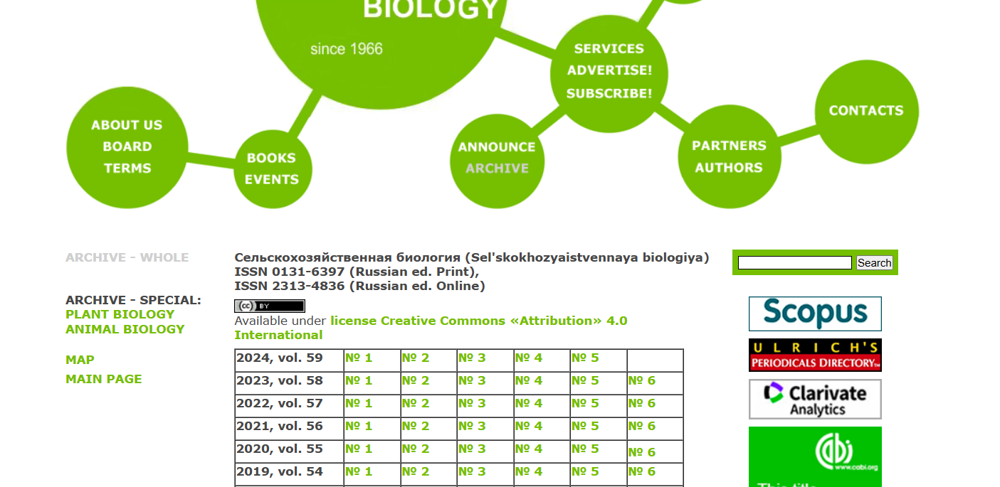 BIOLOGY
since 1966
SERVICES
ADVERTISE!
SUBSCRIBE!
CONTACTS
ABOUT US
BOARD
TERMS
BOOKS
EVENTS
ANNOUNCE
ARCHIVE
PARTNERS
AUTHORS
ARCHIVE - WHOLE
ARCHIVE - SPECIAL:
PLANT BIOLOGY
ANIMAL BIOLOGY
MAP
MAIN PAGE
Сельскохозяйственная биология (Sel'skokhozyaistvennaya biologiya)
ISSN 0131-6397 (Russian ed. Print),
ISSN 2313-4836 (Russian ed. Online)
(cc) BY
Available under license Creative Commons «Attribution» 4.0
International
2024, vol. 59 № 1 № 2 № 3 № 4 № 5
2023, vol. 58 № 1 № 2 № 3 № 4 № 5 № 6
2022, vol. 57 № 1 № 2 № 3 № 4 № 5 № 6
2021, vol. 56 № 1 № 2 № 3 № 4 № 5 № 6
2020, vol. 55 № 1 № 2 № 3 № 4 № 5 № 6
2019, vol. 54 № 1 № 2 № 3 № 4 № 5 № 6
Search
Scopus
ULRICH'S
PERIODICALS DIRECTORY™
Clarivate
Analytics
cabi
www.cabi.org
This title